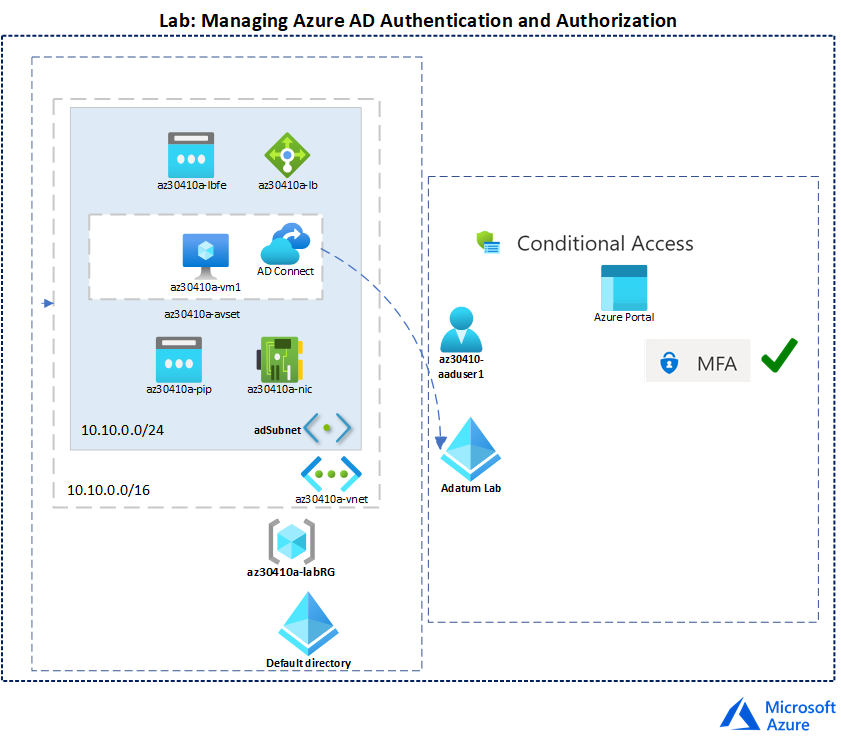 Lab: Managing Azure AD Authentication and Authorization
az30410a-lbfe
az30410a-lb
AD Connect
az30410a-vm1
az30410a-avset
az30410a-pip
az30410a-nic
10.10.0.0/24
adSubnet
10.10.0.0/16
az30410a-vnet
az30410a-labRG
Default directory
Conditional Access
Azure Portal
az30410-
aaduser1
MFA
Adatum Lab
Microsoft
Azure